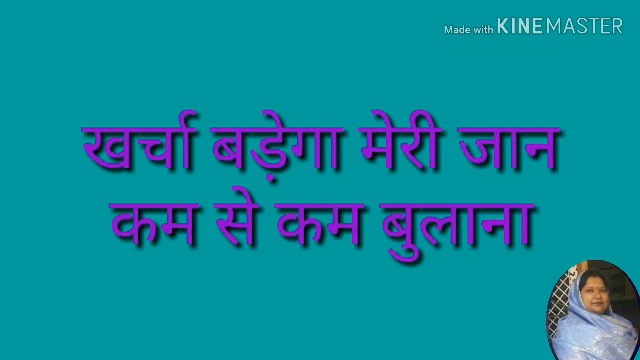 Made with KINEMASTER
खर्चा बड़ेगा मेरी जान
कम से कम बुलाना